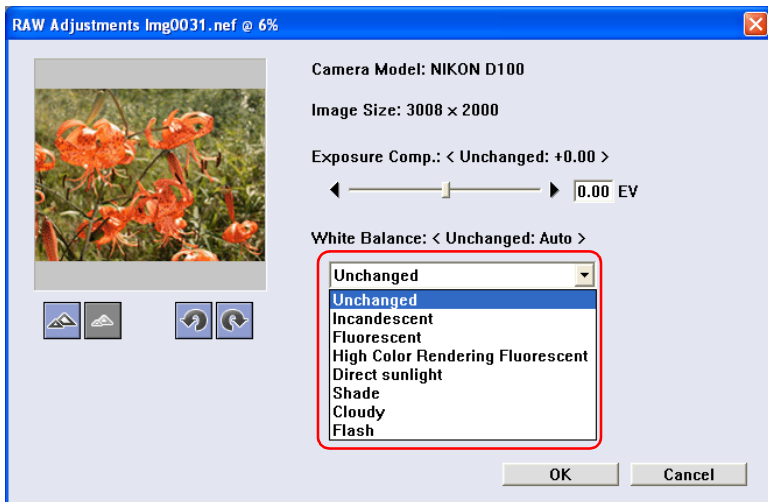 RAW Adjustments Img0031.nef @ 6%
Camera Model: NIKON D100
Image Size: 3008 × 2000
Exposure Comp.: < Unchanged: +0.00 >
0.00 EV
White Balance: < Unchanged: Auto >
Unchanged
Unchanged
Incandescent
Fluorescent
High Color Rendering Fluorescent
Direct sunlight
Shade
Cloudy
Flash
OK Cancel